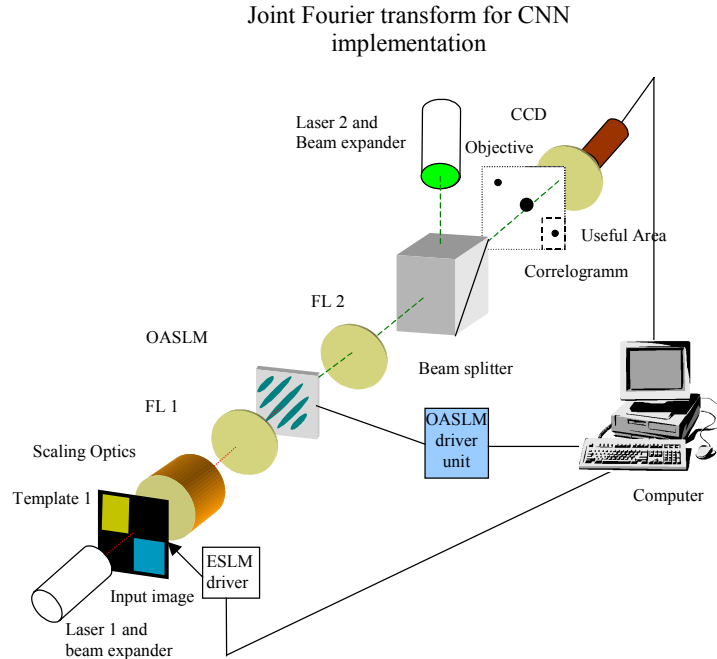 Joint Fourier transform for CNN
implementation
Laser 2 and
Beam expander
CCD
Objective
Useful Area
Correlogramm
FL 2
OASLM
Beam splitter
FL 1
OASLM
driver
unit
Scaling Optics
Computer
Template 1
ESLM
driver
Input image
Laser 1 and
beam expander